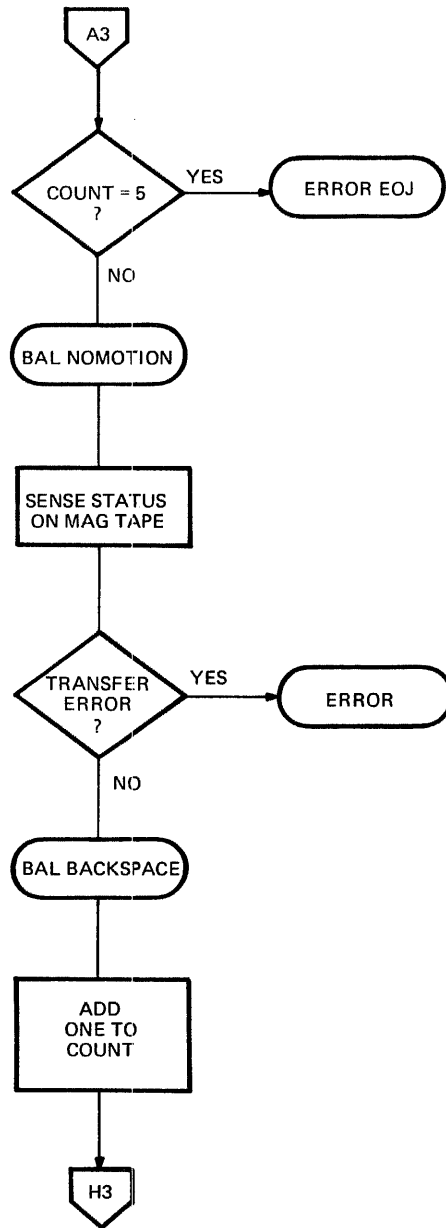 A3
COUNT = 5
?
YES
ERROR EOJ
NO
BAL NOMOTION
SENSE STATUS
ON MAG TAPE
TRANSFER
ERROR
?
YES
ERROR
NO
BAL BACKSPACE
ADD
ONE TO
COUNT
H3